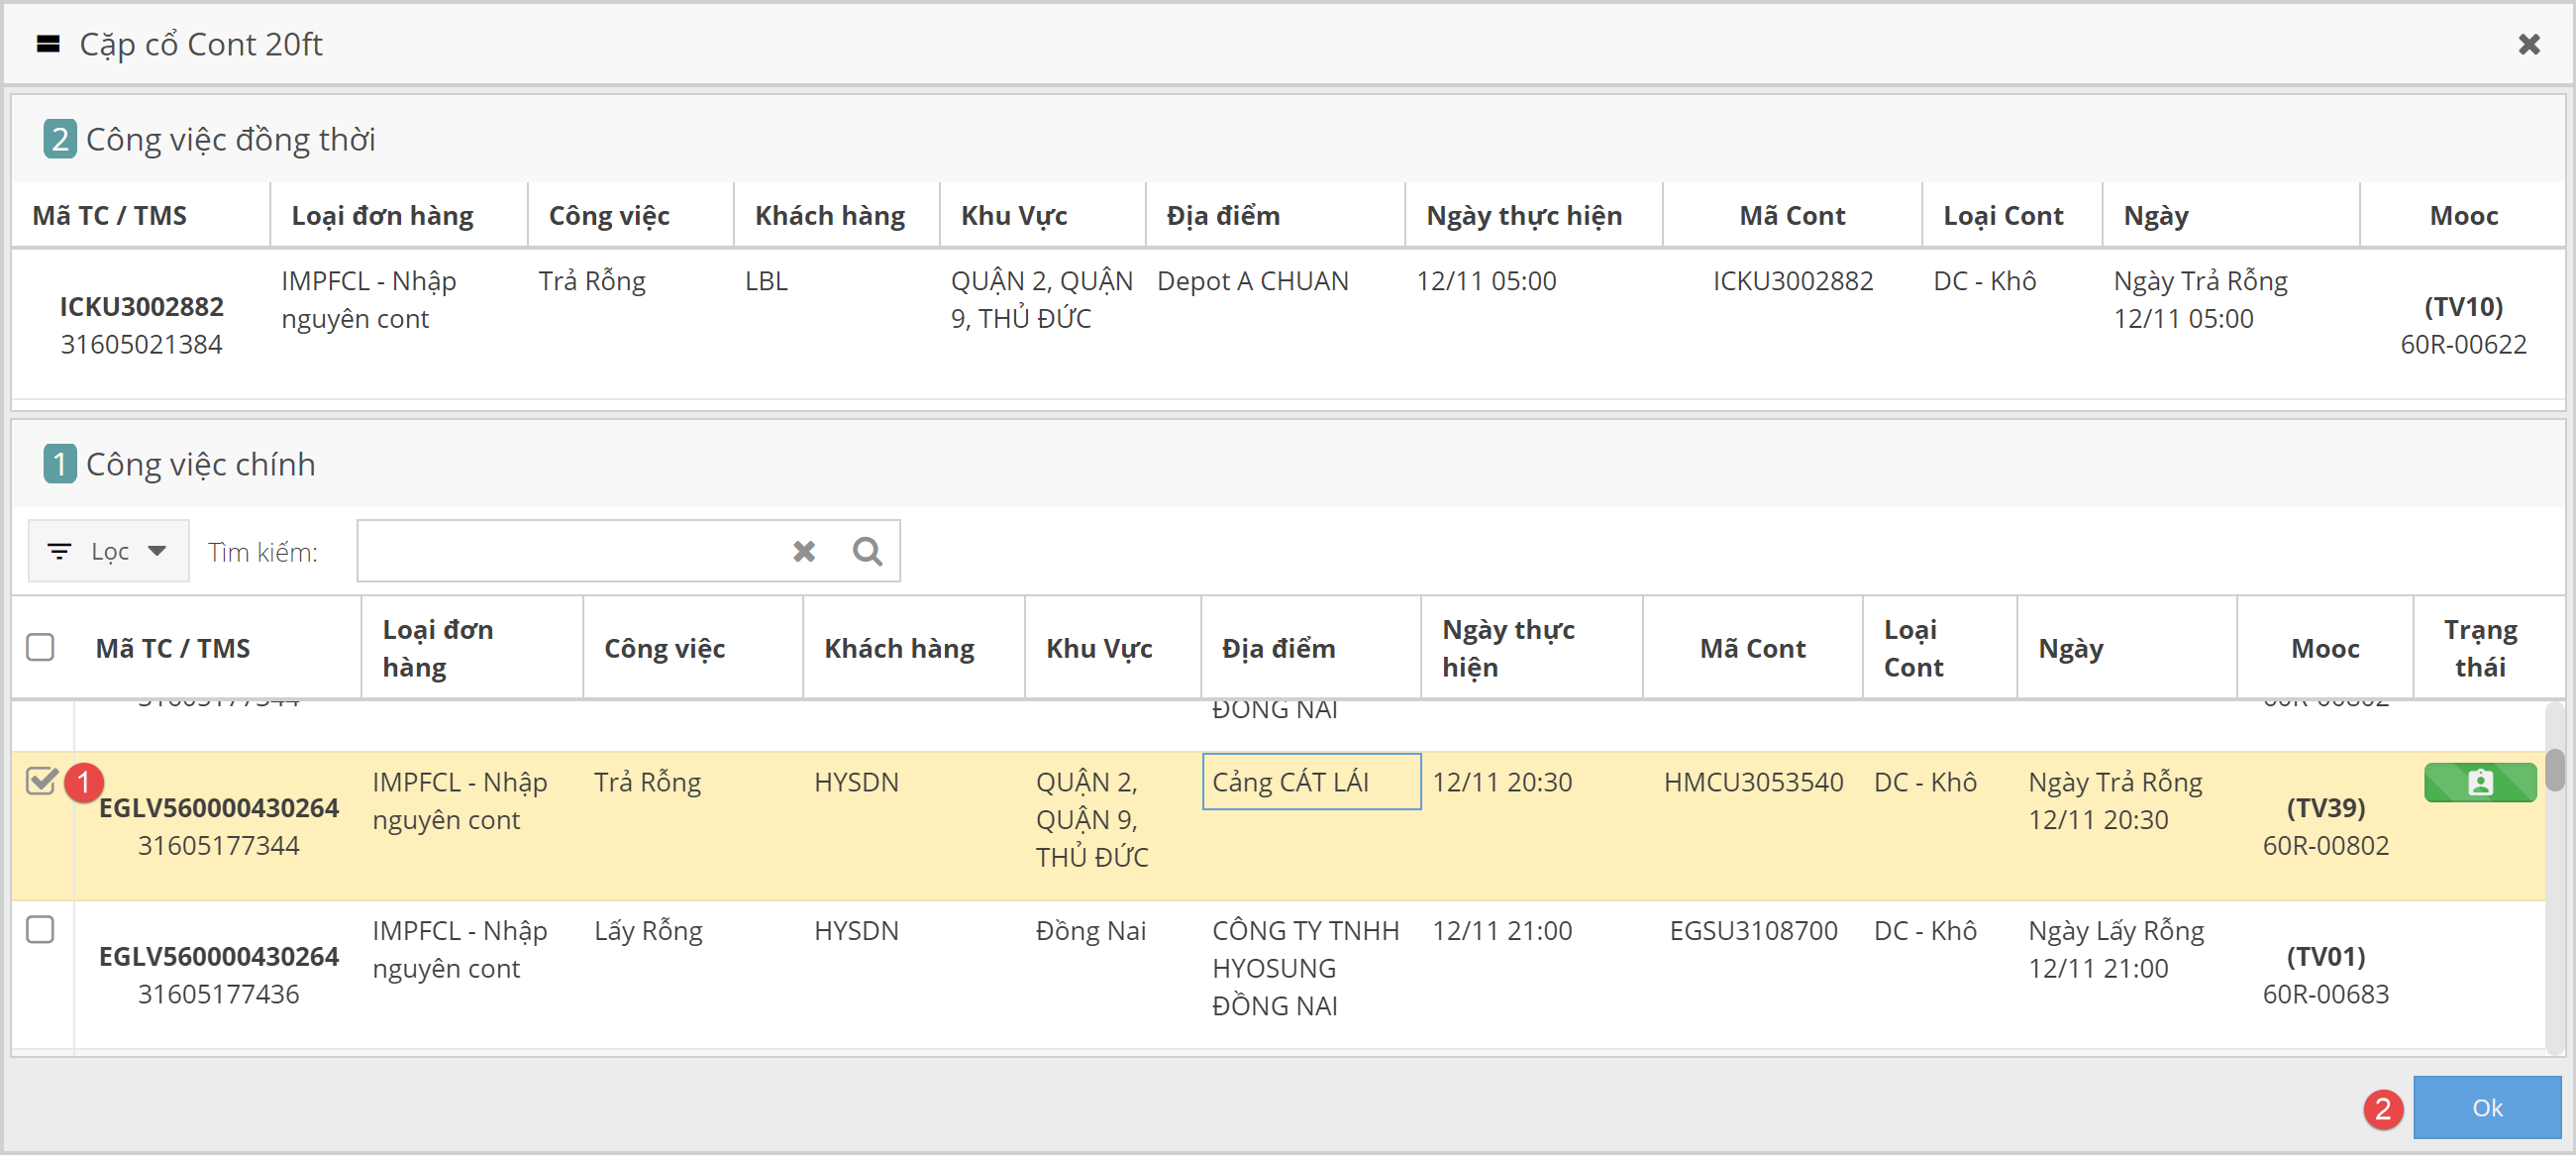 Cặp cổ Cont 20ft
2 Công việc đồng thời
Mã TC / TMS Loại đơn hàng Công việc Khách hàng Khu Vực Địa điểm Ngày thực hiện Mã Cont Loại Cont Ngày Mooc
ICKU3002882
31605021384
IMPFCL - Nhập
nguyên cont
Trả Rỗng
LBL
QUẬN 2, QUẬN
9, THỦ ĐỨC
Depot A CHUAN
12/11 05:00
ICKU3002882
DC - Khô
Ngày Trả Rỗng
12/11 05:00
(TV10)
60R-00622
1 Công việc chính
Lọc
Tìm kiếm:
Mã TC / TMS
Loại đơn
hàng
Công việc
Khách hàng
Khu Vực
Địa điểm
Ngày thực
hiện
Mã Cont
Loại
Cont
Ngày
Mooc
Trạng
thái
31605177344
ĐỒNG NAI
60R-00802
1
EGLV560000430264
31605177344
IMPFCL - Nhập
nguyên cont
Trả Rỗng
HYSDN
QUẬN 2,
QUẬN 9,
THỦ ĐỨC
Cảng CÁT LÁI
12/11 20:30
HMCU3053540
DC - Khô
Ngày Trả Rỗng
12/11 20:30
(TV39)
60R-00802
EGLV560000430264
31605177436
IMPFCL - Nhập
nguyên cont
Lấy Rỗng
HYSDN
Đồng Nai
CÔNG TY TNHH
HYOSUNG
ĐỒNG NAI
12/11 21:00
EGSU3108700
DC - Khô
Ngày Lấy Rỗng
12/11 21:00
(TV01)
60R-00683
2
Ok